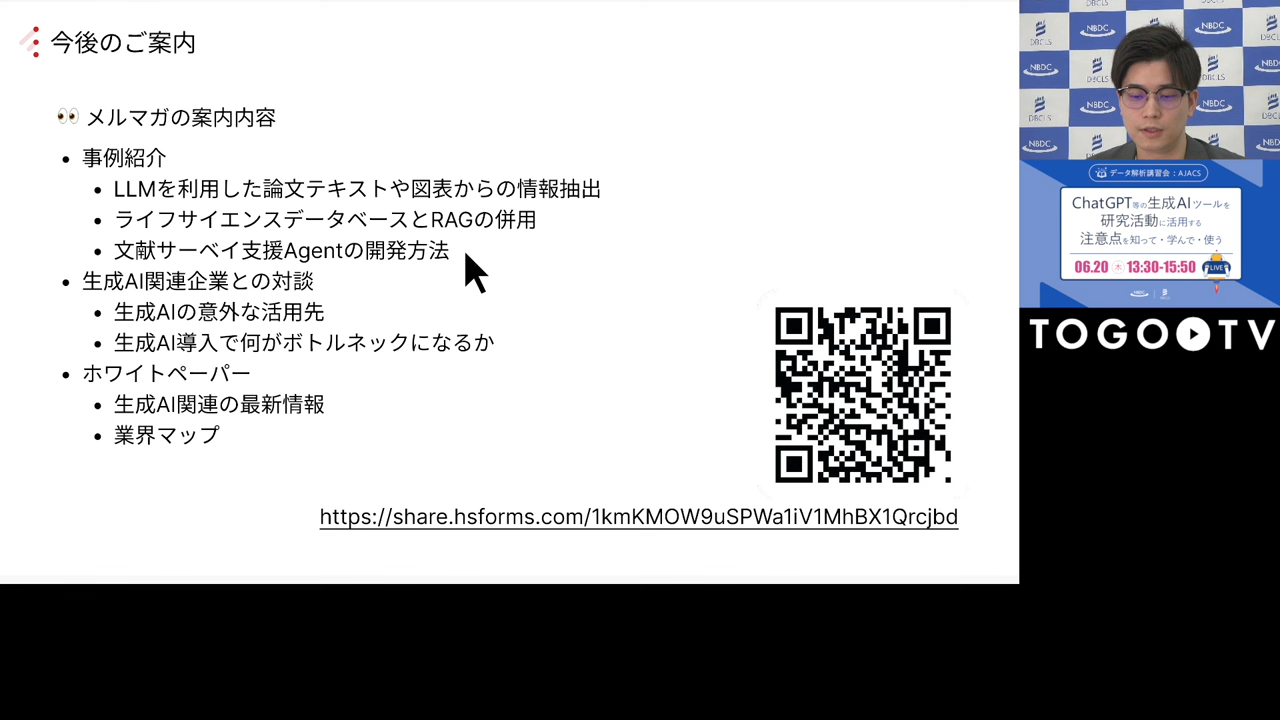 今後のご案内
👀 メルマガの案内内容
• 事例紹介
• LLMを利用した論文テキストや図表からの情報抽出
• ライフサイエンスデータベースとRAGの併用
• 文献サーベイ支援Agentの開発方法
• 生成AI関連企業との対談
• 生成AIの意外な活用先
• 生成AI導入で何がボトルネックになるか
• ホワイトペーパー
• 生成AI関連の最新情報
• 業界マップ
https://share.hsforms.com/1kmKMOW9uSPWa1iV1MhBX1Qrcjbd
NBDC
DBCLS
データ解析講習会：AJACS
ChatGPT等の生成AIツールを
研究活動に活用する
注意点を知って・学んで・使う
06.20 木 13:30-15:50
LIVE
TOGO TV